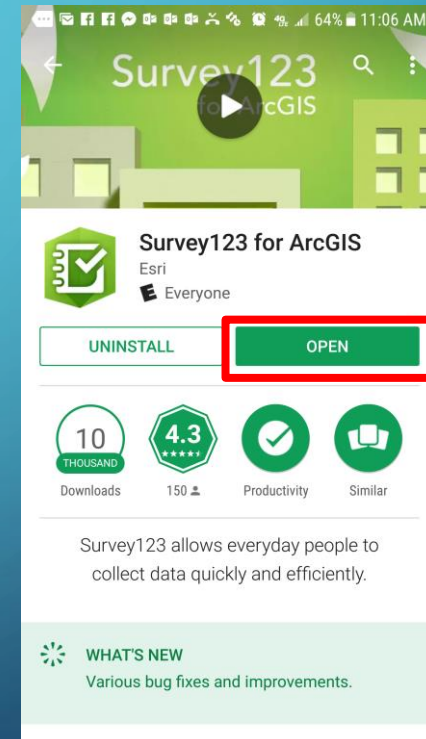 64% 11:06 AM
Survey123
for ArcGIS
Survey123 for ArcGIS
Esri
E Everyone
UNINSTALL
OPEN
10
THOUSAND
4.3
Downloads
150
Productivity
Similar
Survey123 allows everyday people to
collect data quickly and efficiently.
WHAT'S NEW
Various bug fixes and improvements.